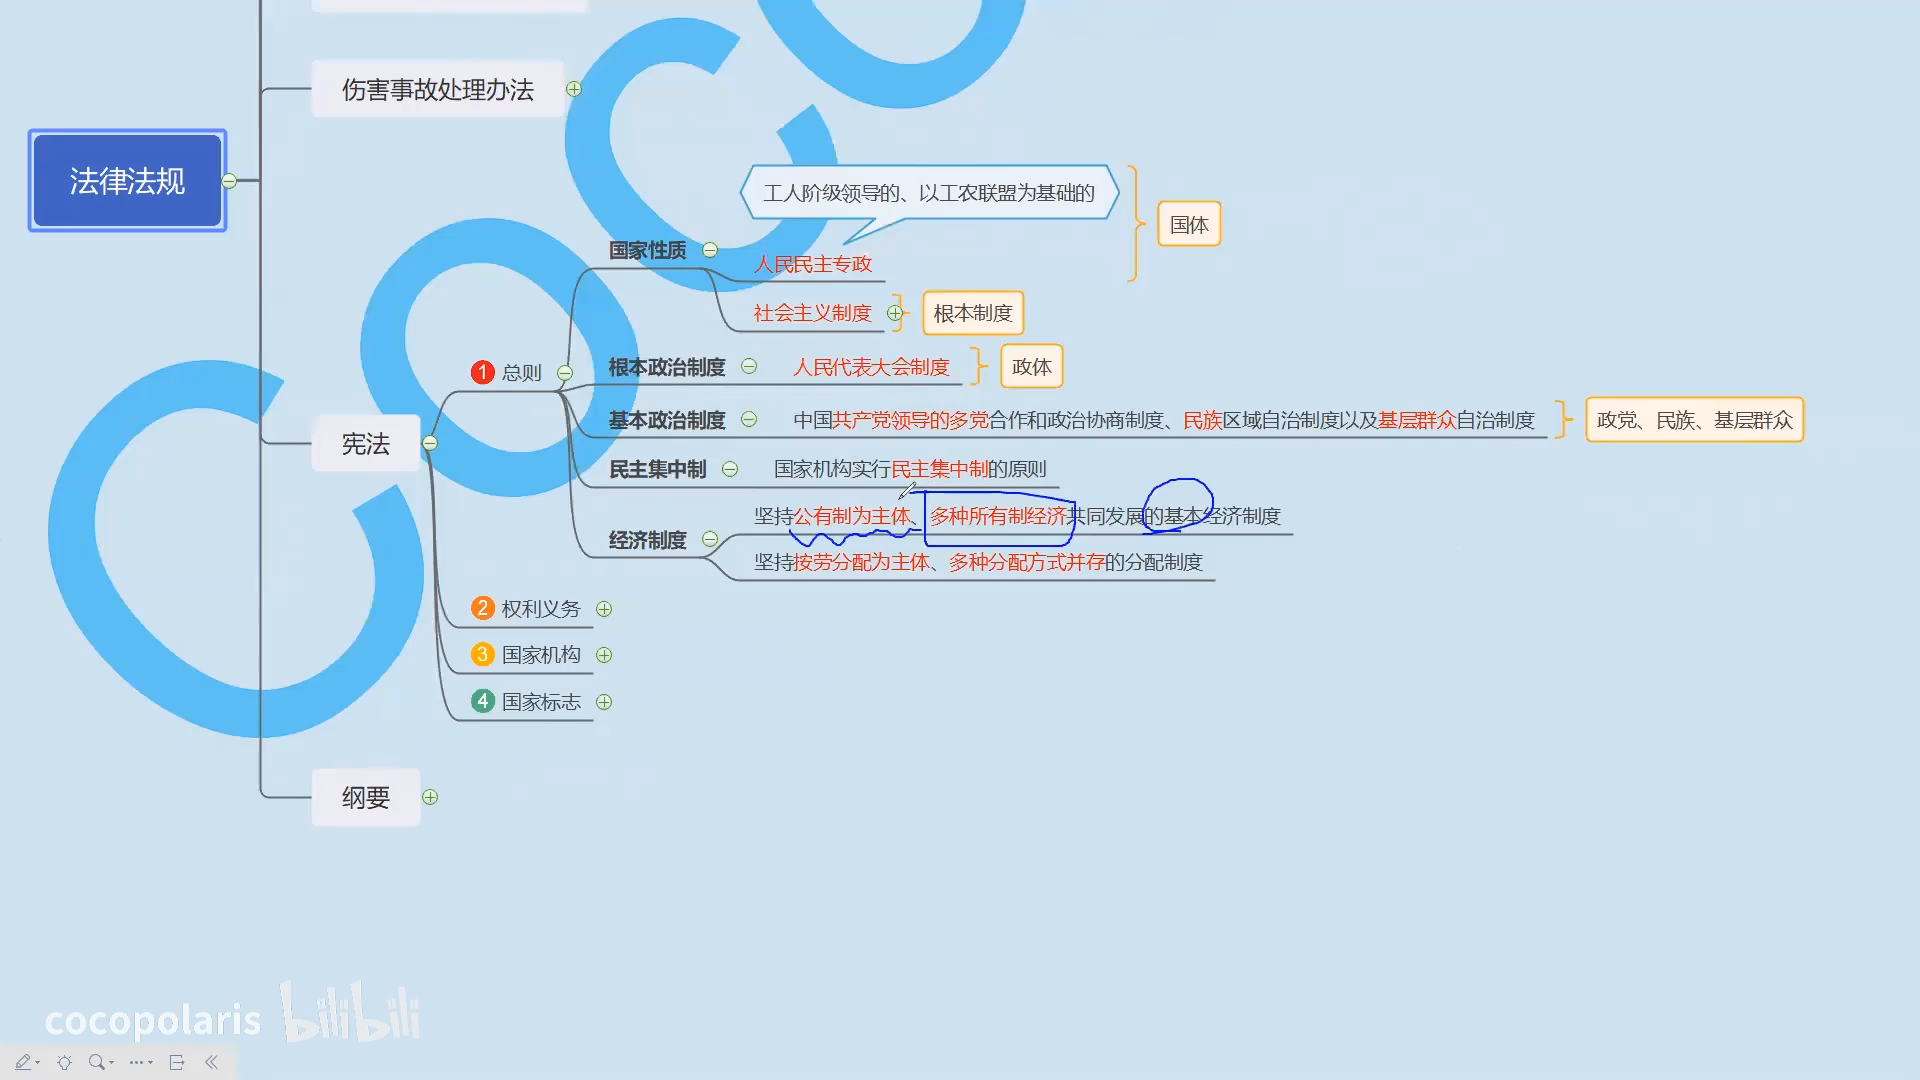 伤害事故处理办法
法律法规
工人阶级领导的、以工农联盟为基础的
国体
国家性质
人民民主专政
社会主义制度
根本制度
1 总则
根本政治制度
人民代表大会制度
政体
基本政治制度
中国共产党领导的多党合作和政治协商制度、民族区域自治制度以及基层群众自治制度
政党、民族、基层群众
宪法
民主集中制
国家机构实行民主集中制的原则
经济制度
坚持公有制为主体、多种所有制经济共同发展的基本经济制度
坚持按劳分配为主体、多种分配方式并存的分配制度
2 权利义务
3 国家机构
4 国家标志
纲要
cocopolaris bilibili